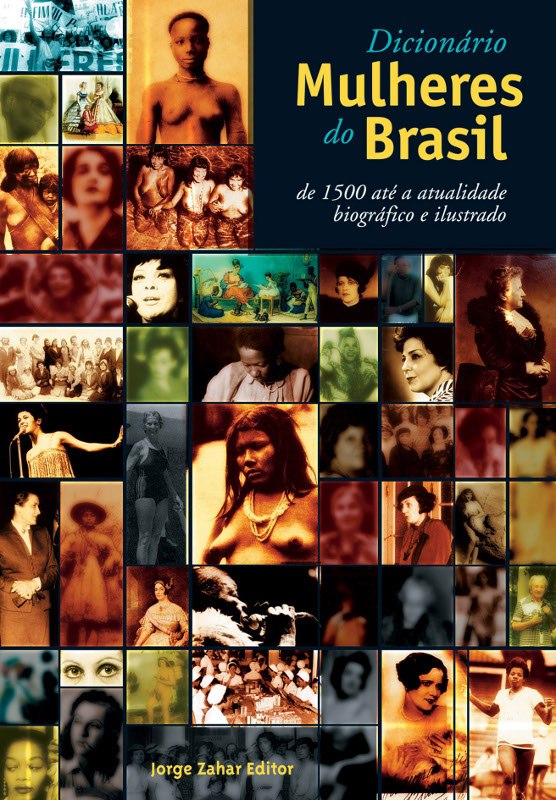 Dicionário
Mulheres
do Brasil
de 1500 até a atualidade
biográfico e ilustrado
Jorge Zahar Editor